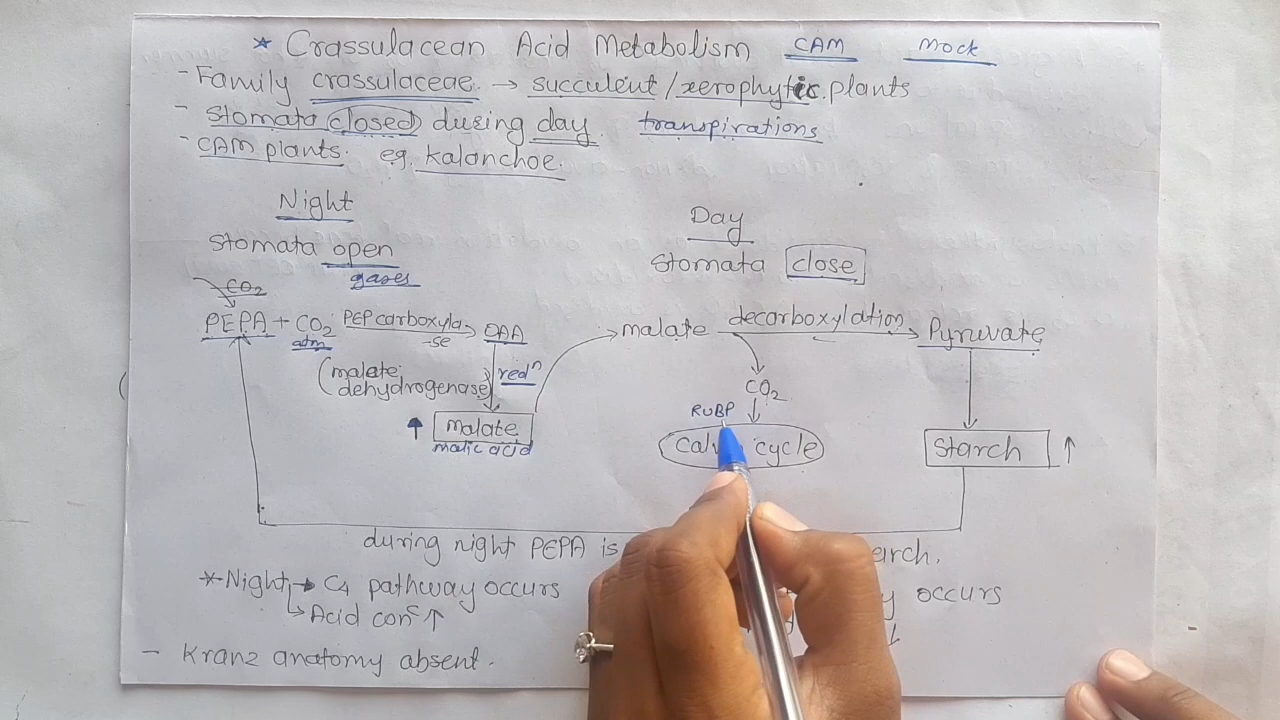 * Crassulacean Acid Metabolism CAM Mock
- Family crassulaceae. → succulent/xerophytic plants
- Stomata closed during day. transpirations
- CAM plants. eg. Kalanchoe.
Night
Stomata open
gases
CO₂
PEPA + CO₂ PEP carboxyla-se → OAA
atm
(malate dehydrogenase) redⁿ
↑ malate
malic acid
Day
Stomata close
malate decarboxylation → Pyruvate
CO₂
RUBP
cycle
Starch ↑
during night PEPA is
* Night → C₄ pathway occurs
→ Acid conᶜ ↑
occurs
- Kranz anatomy absent.